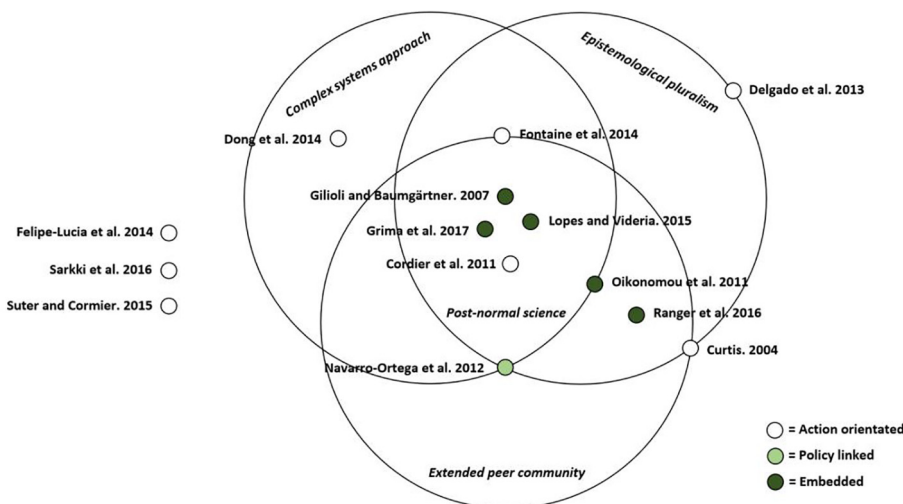 Complex systems approach
Epistemological pluralism
Delgado et al. 2013
Dong et al. 2014
Fontaine et al. 2014
Gilioli and Baumgärtner. 2007
Lopes and Videria. 2015
Grima et al. 2017
Felipe-Lucia et al. 2014
Cordier et al 2011
Sarkki et al. 2016
Oikonomou et al. 2011
Suter and Cormier. 2015
Post-normal science
Ranger et al. 2016
Curtis. 2004
Navarro-Ortega et al. 2012
Extended peer community
= Action orientated
= Policy linked
= Embedded